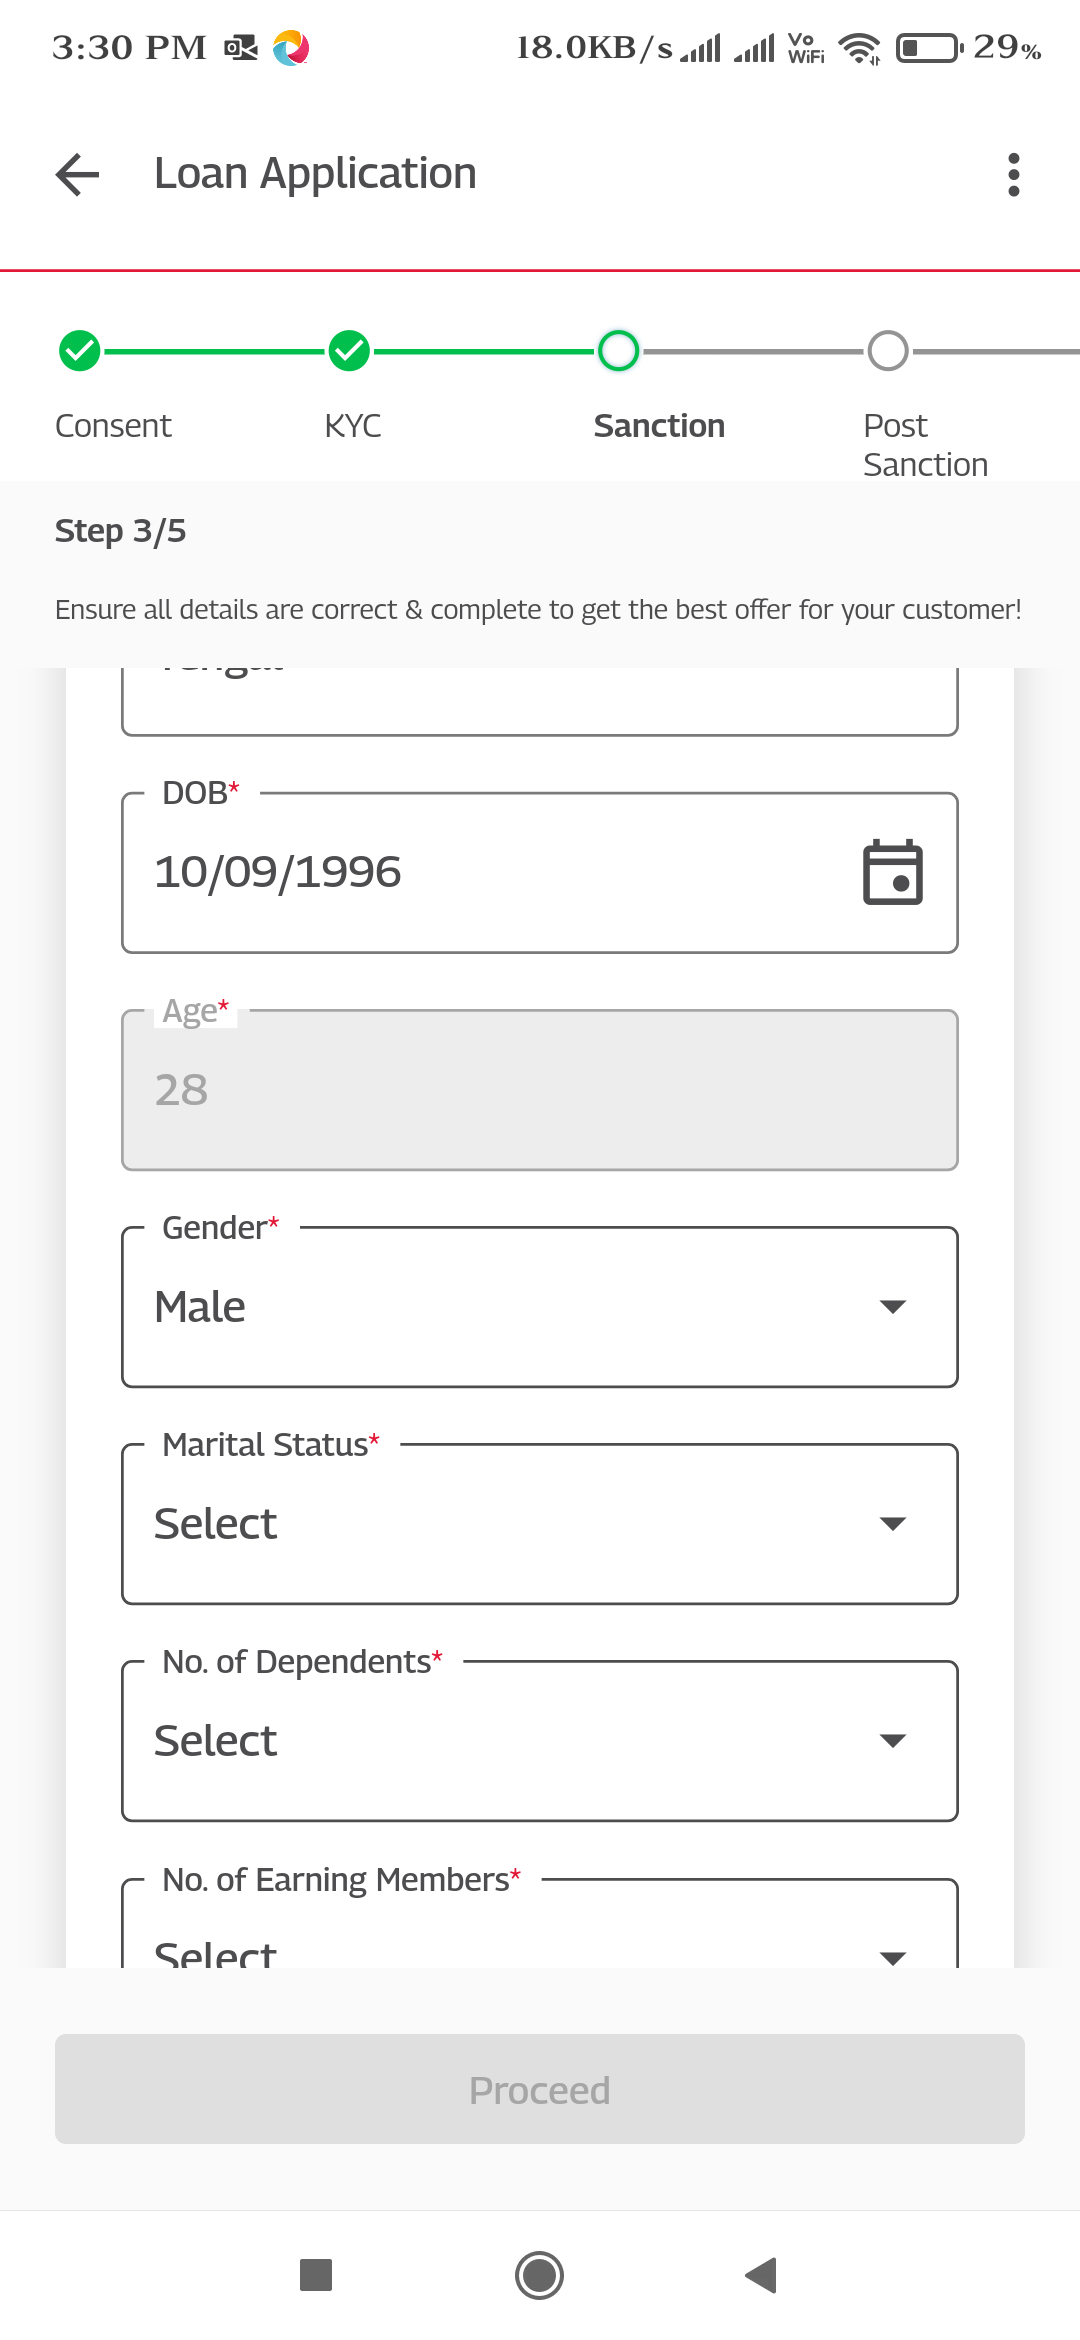 3:30 PM
18.0KB/s
Vo
WiFi
29%
Loan Application
Consent
KYC
Sanction
Post
Sanction
Step 3/5
Ensure all details are correct & complete to get the best offer for your customer!
DOB*
10/09/1996
Age*
28
Gender*
Male
Marital Status*
Select
No. of Dependents*
Select
No. of Earning Members*
Select
Proceed